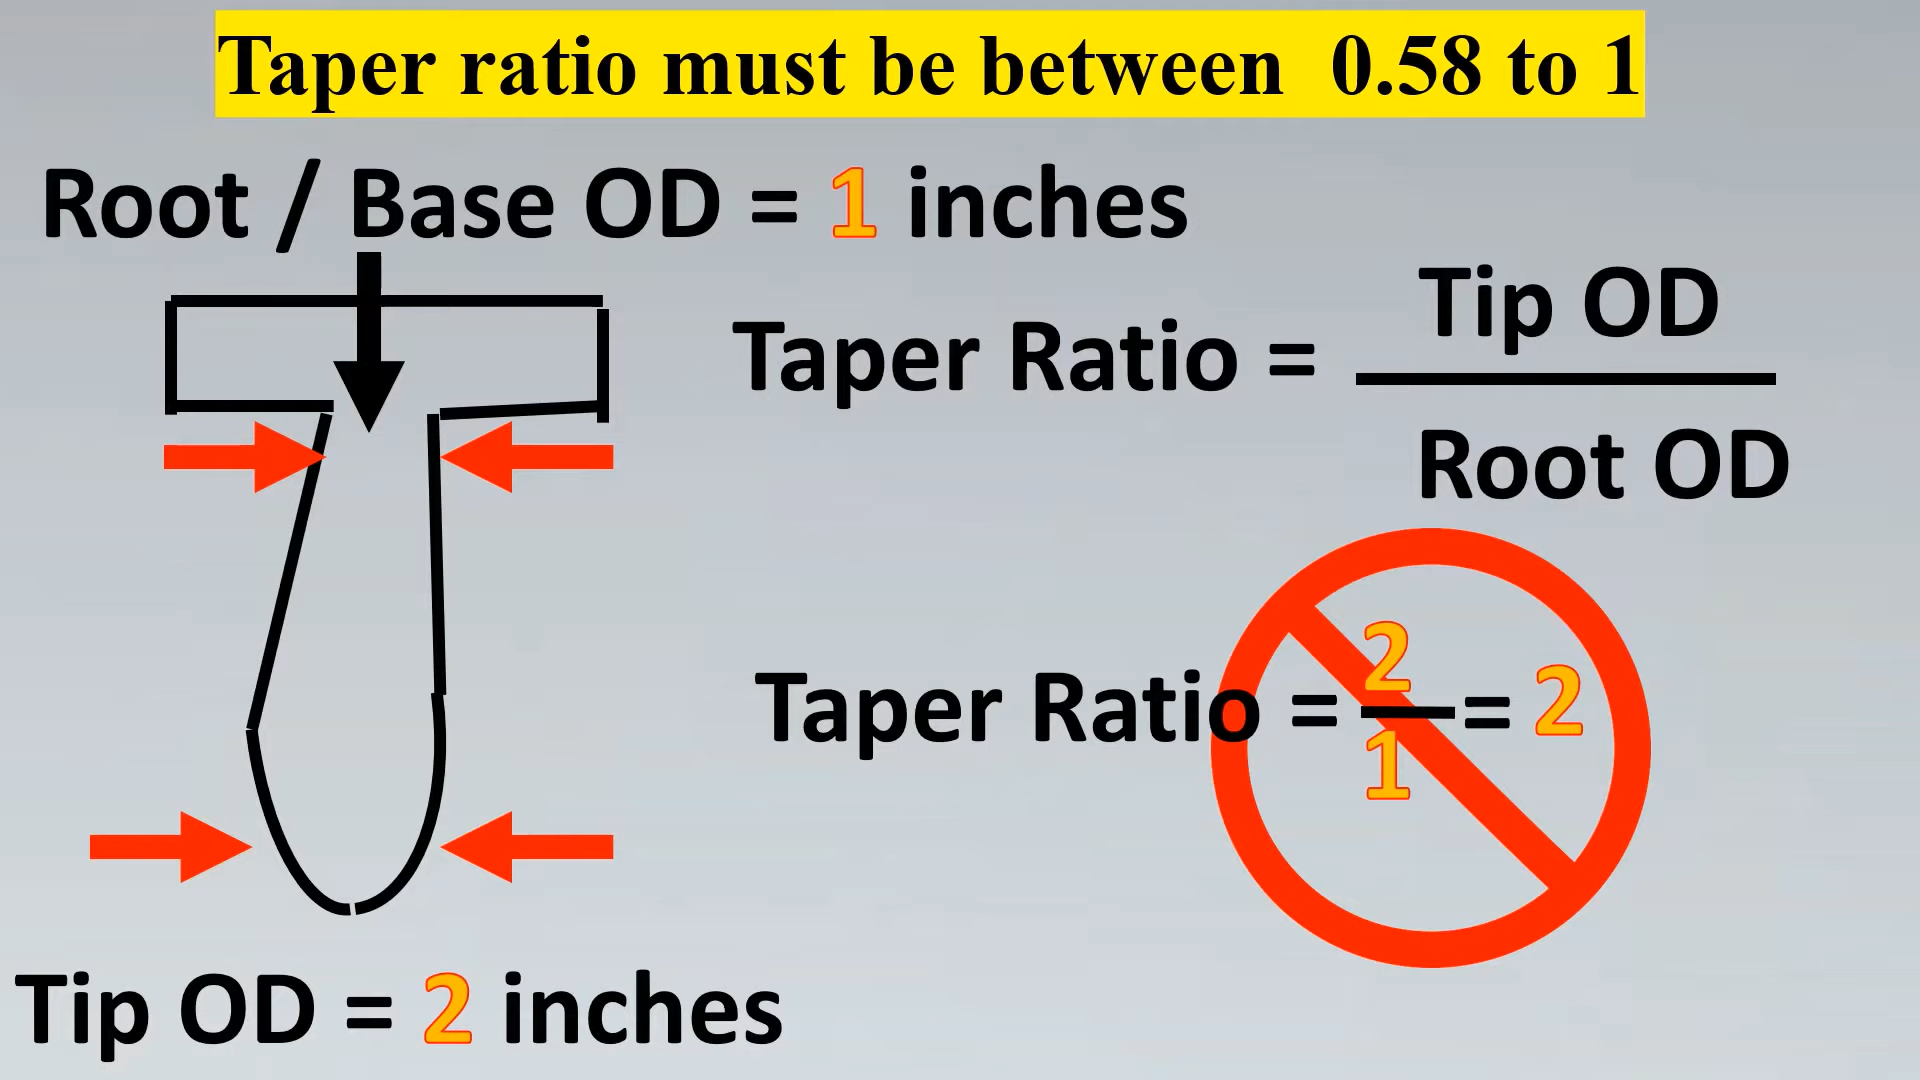 Taper ratio must be between 0.58 to 1
Root / Base OD = 1 inches
Taper Ratio = Tip OD
Root OD
Taper Ratio = 2
1
= 2
Tip OD = 2 inches